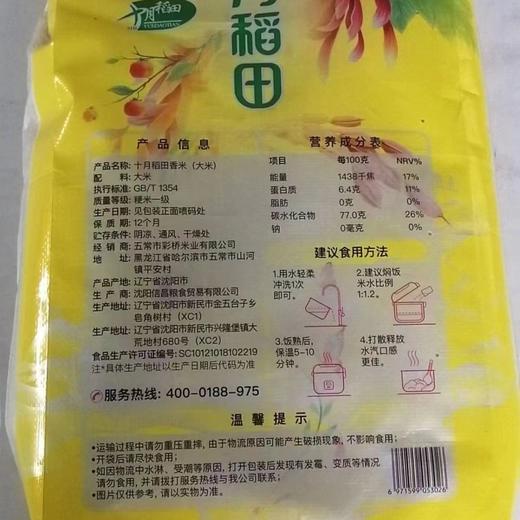 十月稻田
YUEDAOTIAN
月稻田
产品信息
产品名称：十月稻田香米（大米）
配 料：大米
执行标准：GB/T 1354
质量等级：粳米一级
生产日期：见包装正面喷码处
保 质 期：12个月
贮存条件：阴凉、通风、干燥处
经 销 商：五常市彩桥米业有限公司
地 址：黑龙江省哈尔滨市五常市山河
镇平安村
产品产地：辽宁省沈阳市
生 产 商：沈阳信昌粮食贸易有限公司
生产地址：辽宁省沈阳市新民市金五台子乡
皂角树村（XC1）
辽宁省沈阳市新民市兴隆堡镇大
荒地村680号（XC2）
食品生产许可证编号：SC10121018102219
注*具体生产地址以生产日期后代码为准
服务热线：400-0188-975
营养成分表
项目 每100克 NRV%
能量 1438千焦 17%
蛋白质 6.4克 11%
脂肪 0克 0%
碳水化合物 77.0克 26%
钠 0毫克 0%
建议食用方法
1.用水轻柔
冲洗1次
即可。
2.建议焖饭
米水比例
1:1.2。
3.饭熟后，
保温5-10
分钟。
4.打散释放
水汽口感
更佳。
温馨提示
•运输过程中请勿重压重摔，由于物流原因可能产生破损现象，不影响食用；
•开袋后请尽快食用；
•如因物流中水淋、受潮等原因，打开包装后发现有发霉、变质等情况
请勿食用，并请拨打服务热线与我公司联系；
•图片仅供参考，请以实物为准。
6 971599 053026